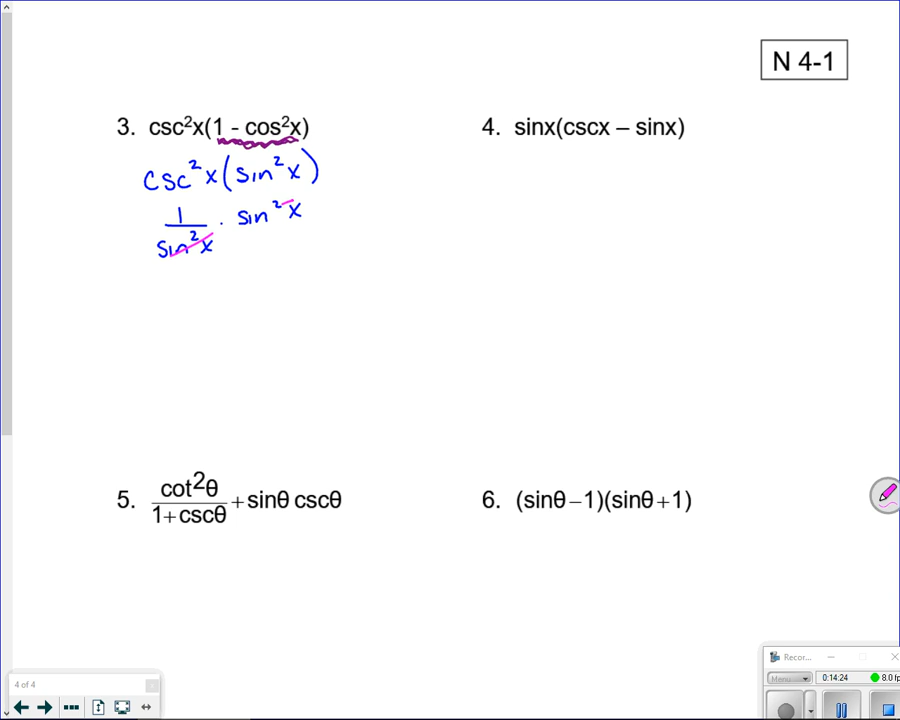 N 4-1
3. csc²x(1 - cos²x)
csc²x(sin²x)
1/sin²x · sin²x
4. sinx(cscx – sinx)
5. cot²θ/1+cscθ + sinθ cscθ
6. (sinθ – 1)(sinθ + 1)
4 of 4
Recor...
Menu
0:14:24
8.0 fp